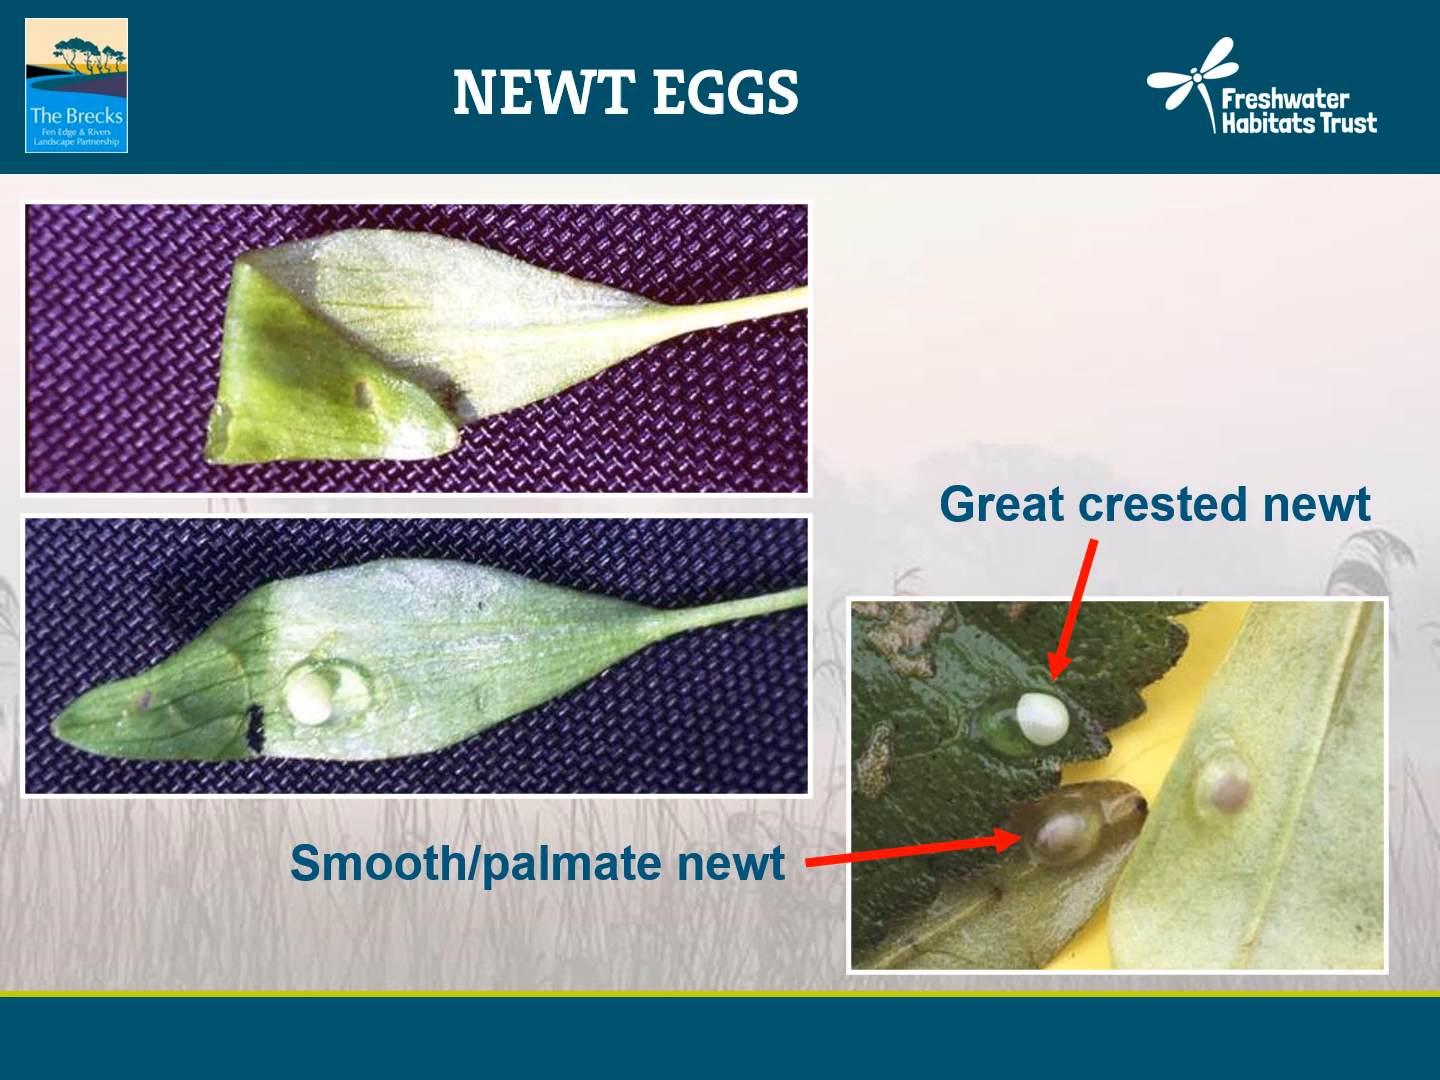 The Brecks
Fen Edge & Rivers
Landscape Partnership
NEWT EGGS
Freshwater
Habitats Trust
Great crested newt
Smooth/palmate newt